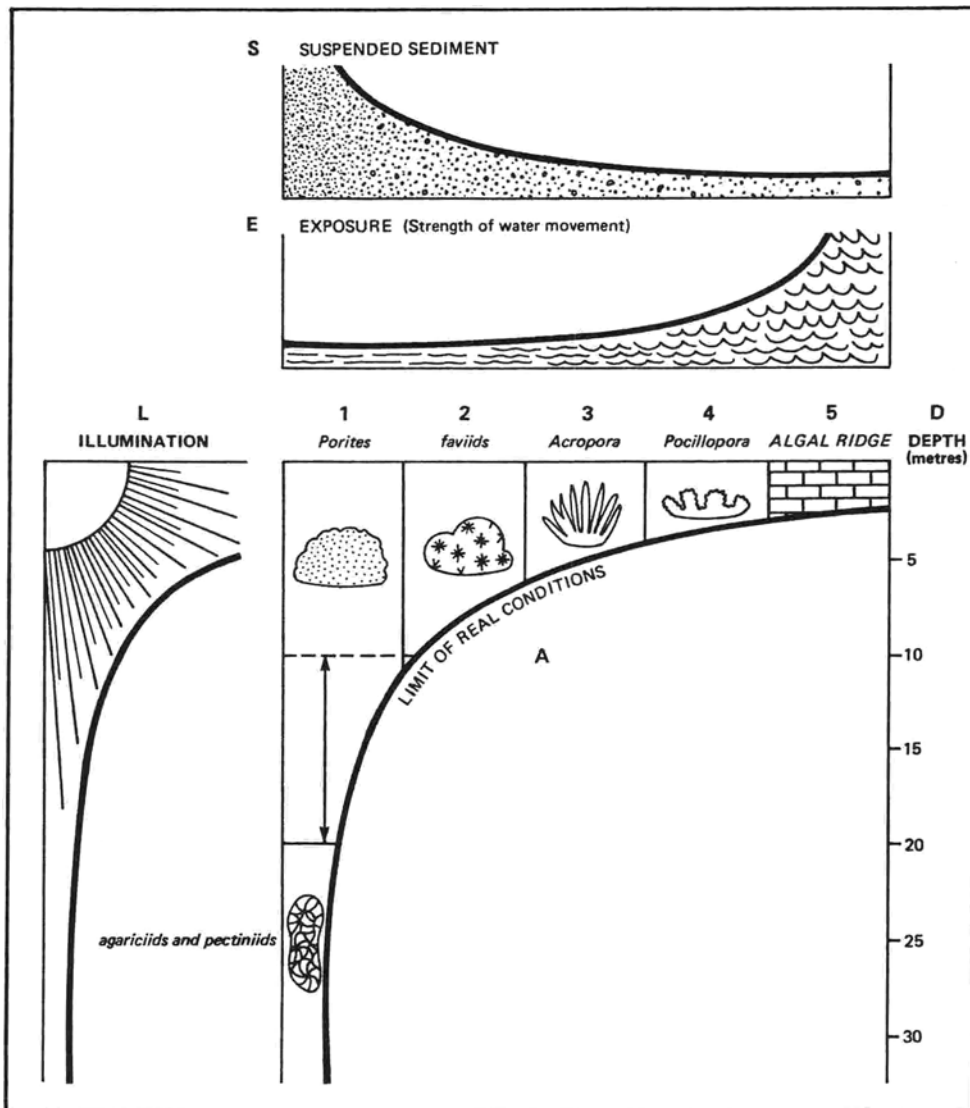 S SUSPENDED SEDIMENT
E EXPOSURE (Strength of water movement)
L 1 2 3 4 5 D
ILLUMINATION Porites faviids Acropora Pocillopora ALGAL RIDGE DEPTH
(metres)
5
LIMIT OF REAL CONDITIONS
A 10
15
20
agariciids and pectiniids 25
30